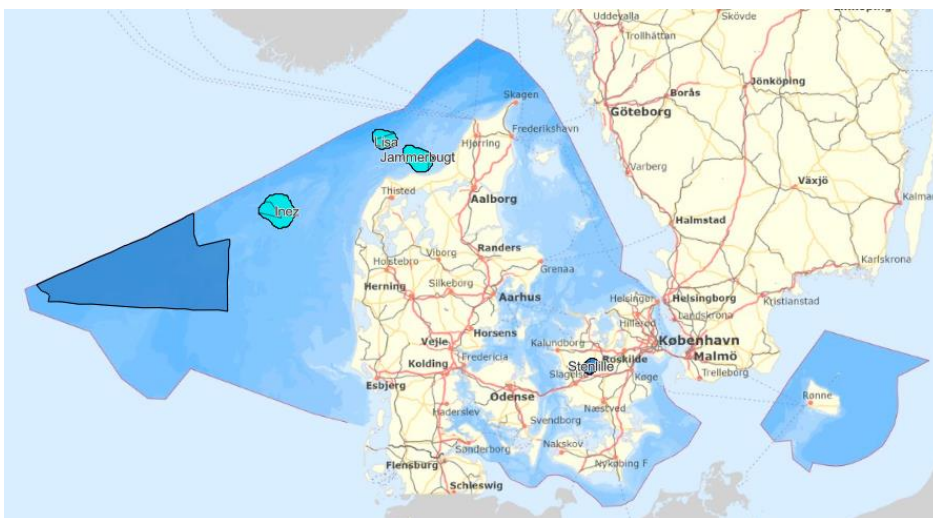 Uddevalla
Skövde
Trollhättan
Jönköping
Borås
Göteborg
Skagen
Frederikshavn
Hjørring
Lisa
Jammerbugt
Varberg
Växjö
Thisted
Aalborg
Inez
Halmstad
Randers
Viborg
Karlskrona
Holstebro
Grenaa
Herning
Silkeborg
Aarhus
Helsingør
Helsingborg
Kristianstad
Landskrona
Hillerød
Horsens
Vejle
Kalundborg
København
Malmö
Fredericia
Kolding
Stenlille
Roskilde
Slagelse
Trelleborg
Køge
Esbjerg
Odense
Rønne
Haderslev
Næstved
Svendborg
Nakskov
Sønderborg
Nykøbing F
Flensburg
Schleswig